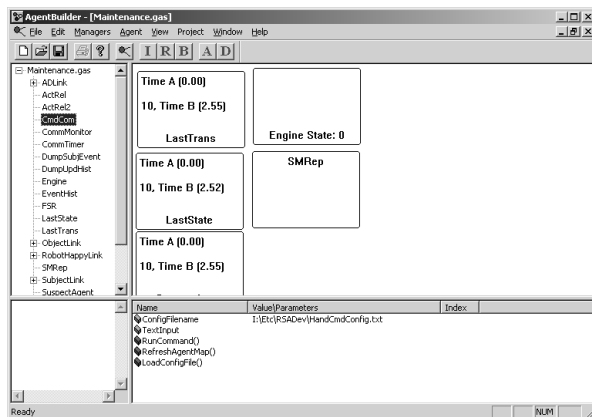 AgentBuilder - [Maintenance.gas]
File Edit Managers Agent View Project Window Help
I R B A D
Maintenance.gas
ADLink
ActRel
ActRel2
CmdCom
CommMonitor
CommTimer
DumpSubjEvent
DumpUpdHist
Engine
EventHist
FSR
LastState
LastTrans
ObjectLink
RobotHappyLink
SMRep
SubjectLink
SuspectAgent
Time A (0.00)
10, Time B (2.55)
LastTrans
Engine State: 0
Time A (0.00)
10, Time B (2.52)
LastState
SMRep
Time A (0.00)
10, Time B (2.55)
Name Value\Parameters Index
ConfigFilename I:\Etc\RSADev\HandCmdConfig.txt
TextInput
RunCommand()
RefreshAgentMap()
LoadConfigFile()
Ready NUM